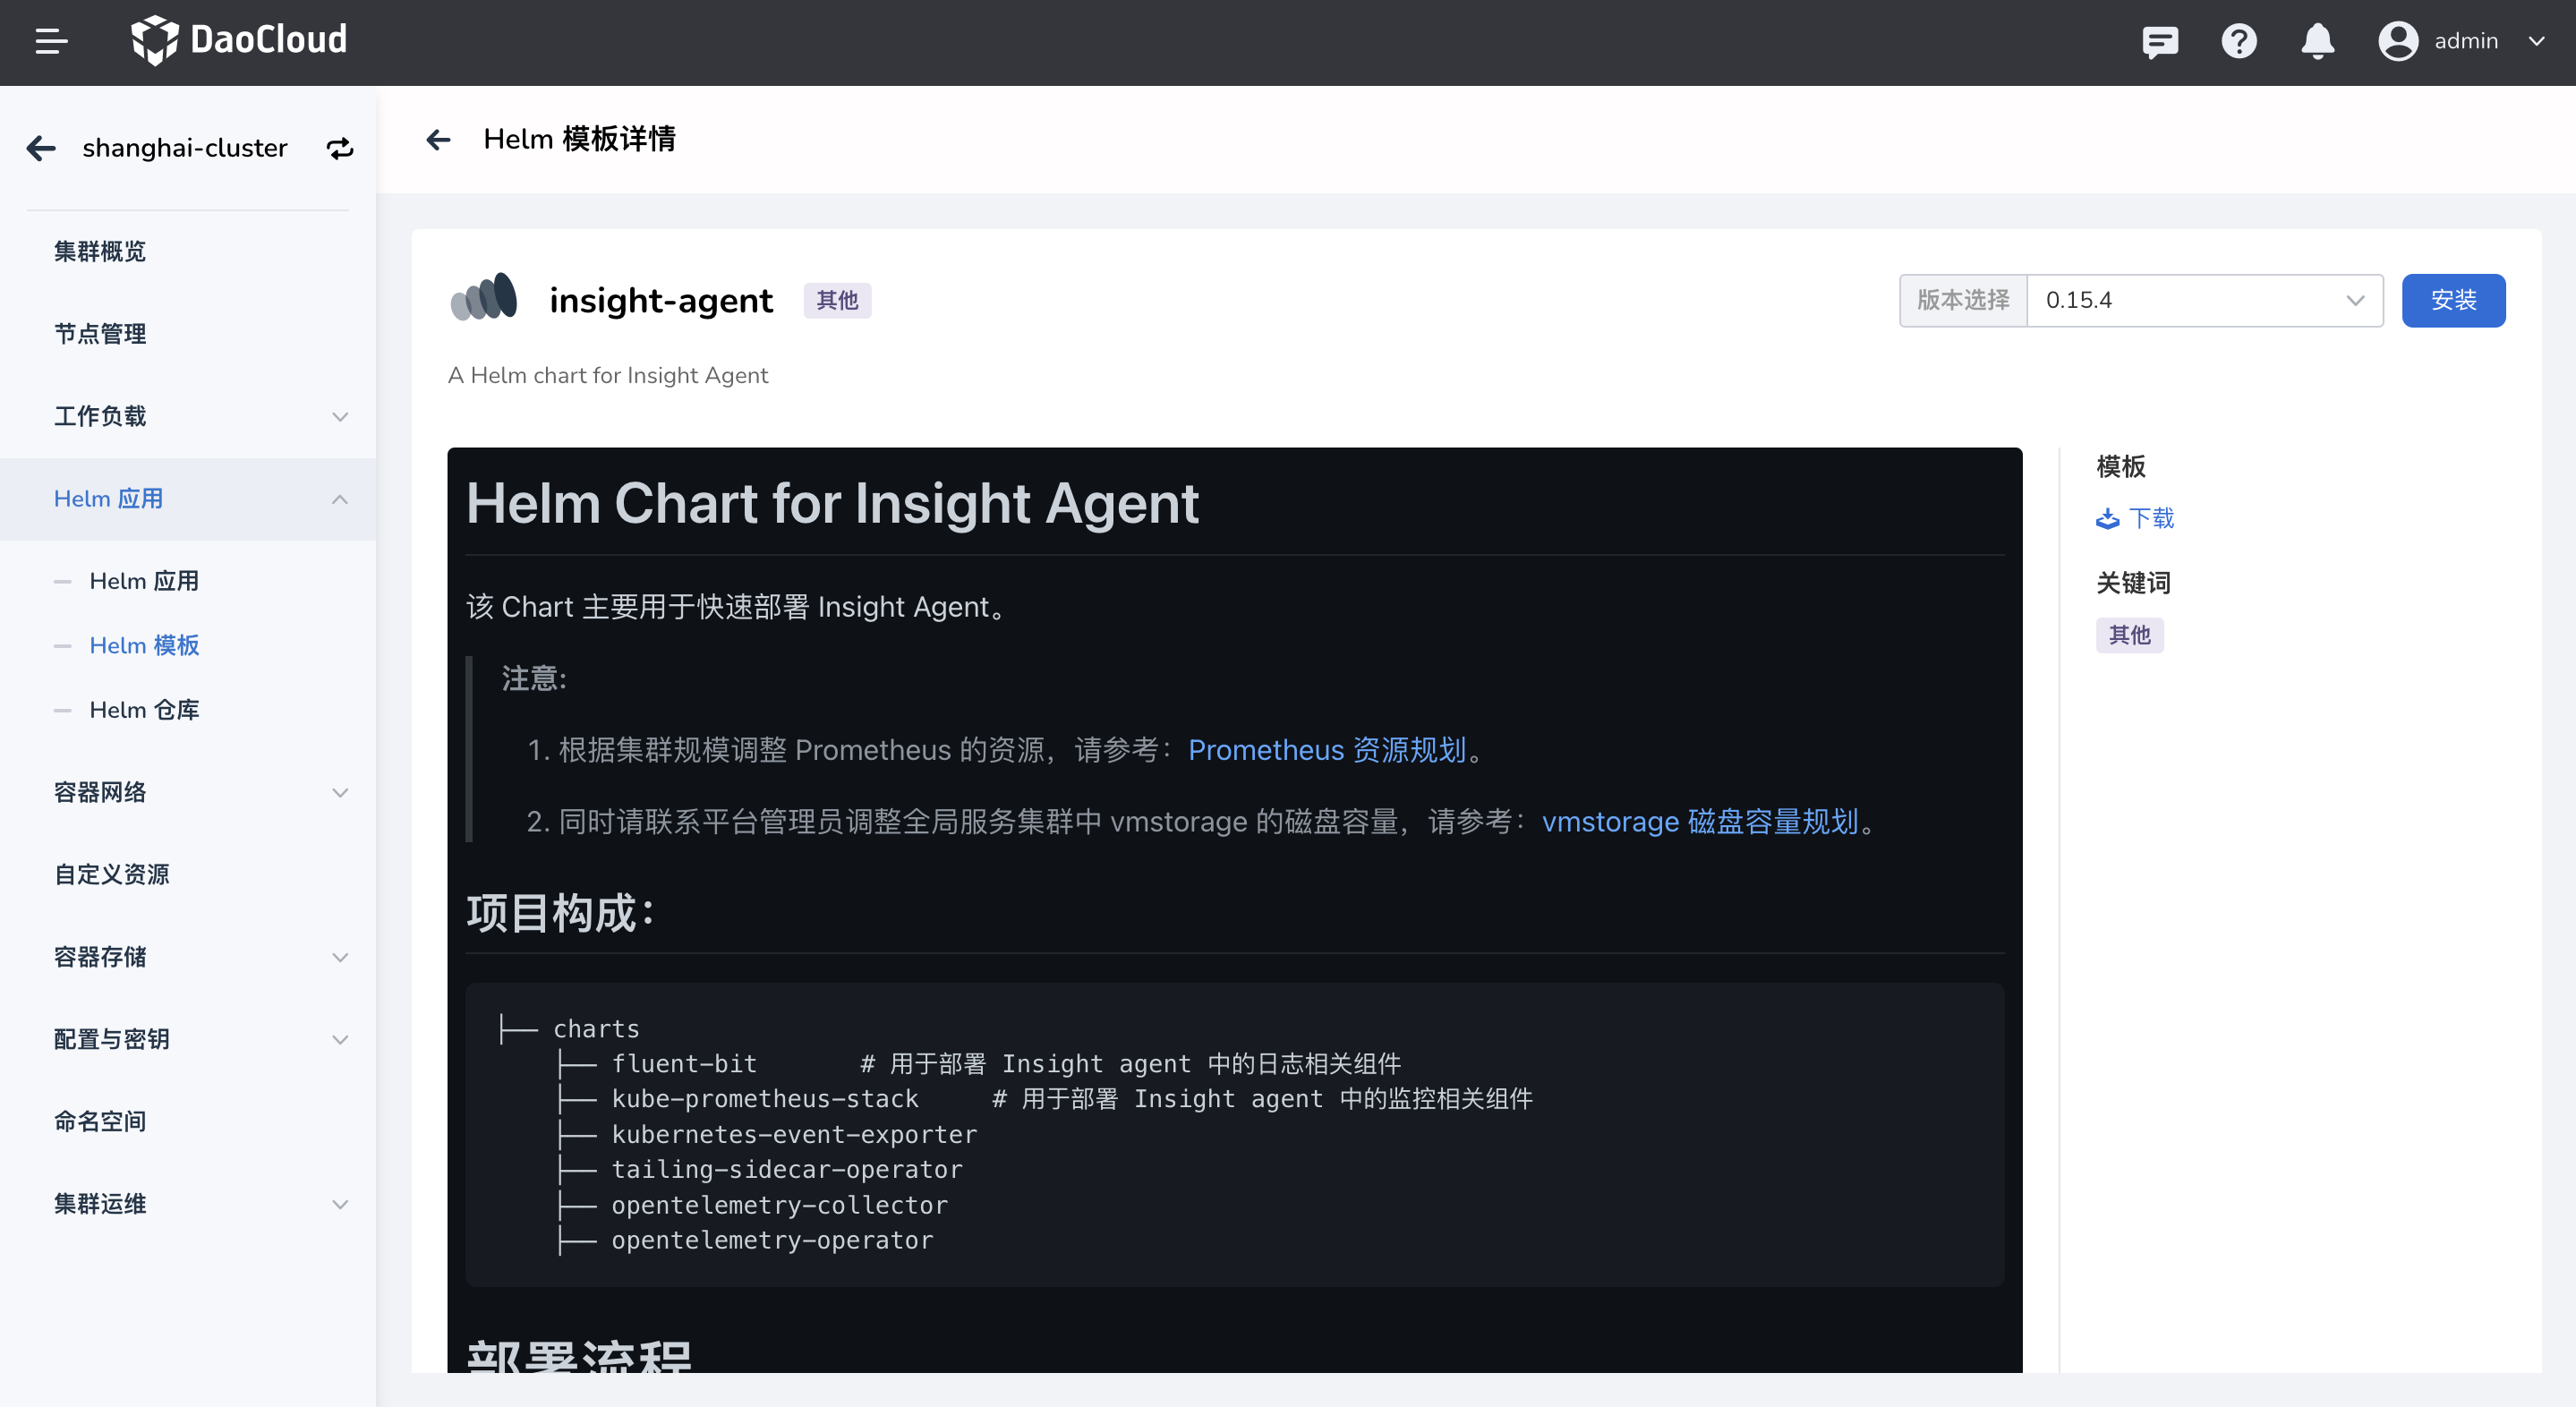 DaoCloud
admin
shanghai-cluster
集群概览
节点管理
工作负载
Helm 应用
Helm 应用
Helm 模板
Helm 仓库
容器网络
自定义资源
容器存储
配置与密钥
命名空间
集群运维
Helm 模板详情
insight-agent
其他
版本选择
0.15.4
安装
A Helm chart for Insight Agent
Helm Chart for Insight Agent
该 Chart 主要用于快速部署 Insight Agent。
注意:
1. 根据集群规模调整 Prometheus 的资源，请参考：Prometheus 资源规划。
2. 同时请联系平台管理员调整全局服务集群中 vmstorage 的磁盘容量，请参考：vmstorage 磁盘容量规划。
项目构成：
├── charts
├── fluent-bit # 用于部署 Insight agent 中的日志相关组件
├── kube-prometheus-stack # 用于部署 Insight agent 中的监控相关组件
├── kubernetes-event-exporter
├── tailing-sidecar-operator
├── opentelemetry-collector
├── opentelemetry-operator
部署流程
模板
下载
关键词
其他